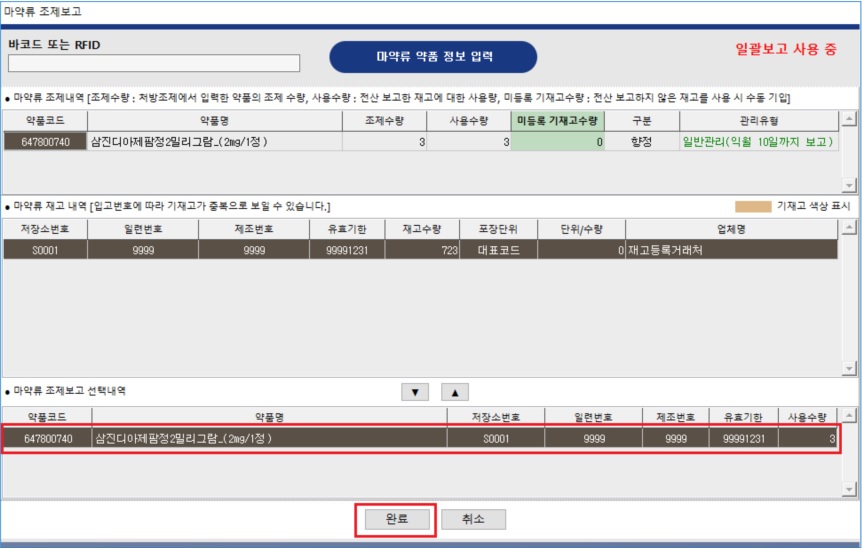 마약류 조제보고
바코드 또는 RFID
마약류 약품 정보 입력
일괄보고 사용 중
● 마약류 조제내역 [조제수량 : 처방조제에서 입력한 약품의 조제 수량, 사용수량 : 전산 보고한 재고에 대한 사용량, 미등록 기재고수량 : 전산 보고하지 않은 재고를 사용 시 수동 기입]
약품코드 약품명 조제수량 사용수량 미등록 기재고수량 구분 관리유형
647800740 삼진디아제팜정2밀리그람_(2mg/1정) 3 3 0 향정 일반관리(익월 10일까지 보고)
● 마약류 재고 내역 [입고번호에 따라 기재고가 중복으로 보일 수 있습니다.] 기재고 색상 표시
저장소번호 일련번호 제조번호 유효기한 재고수량 포장단위 단위/수량 업체명
S0001 9999 9999 99991231 723 대표코드 0 재고등록거래처
● 마약류 조제보고 선택내역 ▼ ▲
약품코드 약품명 저장소번호 일련번호 제조번호 유효기한 사용수량
647800740 삼진디아제팜정2밀리그람_(2mg/1정) S0001 9999 9999 99991231 3
완료 취소